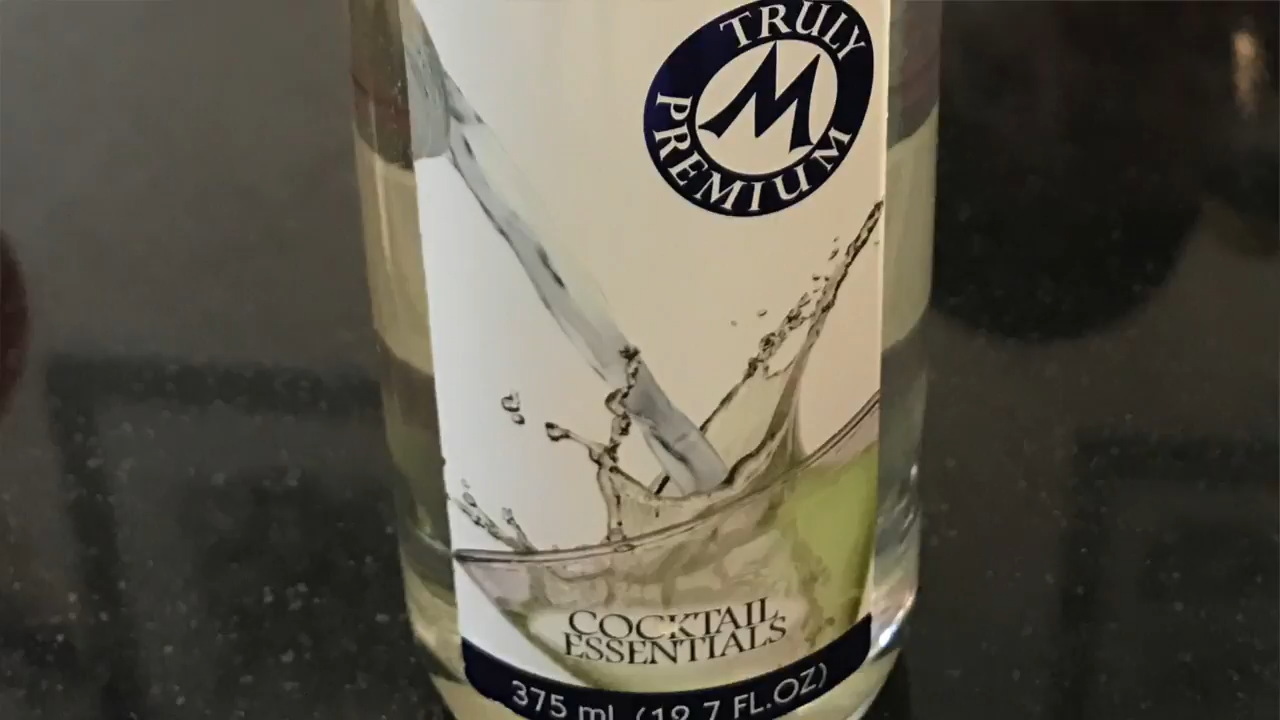 TRULY
M
PREMIUM
COCKTAIL
ESSENTIALS
375 ml (12.7 FL.OZ)